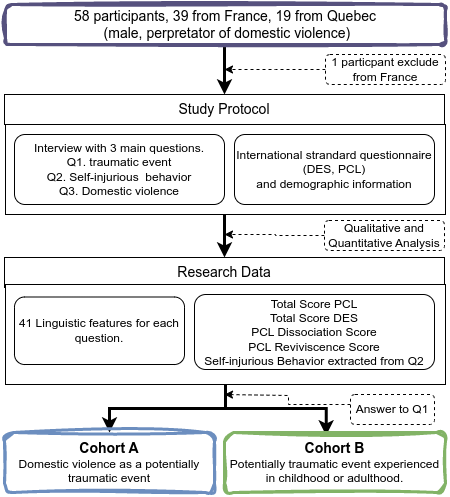 58 participants, 39 from France, 19 from Quebec
(male, perpretator of domestic violence)
1 particpant exclude
from France
Study Protocol
Interview with 3 main questions.
Q1. traumatic event
Q2. Self-injurious behavior
Q3. Domestic violence
International strandard questionnaire
(DES, PCL)
and demographic information
Qualitative and
Quantitative Analysis
Research Data
41 Linguistic features for each
question.
Total Score PCL
Total Score DES
PCL Dissociation Score
PCL Reviviscence Score
Self-injurious Behavior extracted from Q2
Answer to Q1
Cohort A
Domestic violence as a potentially
traumatic event
Cohort B
Potentially traumatic event experienced
in childhood or adulthood.